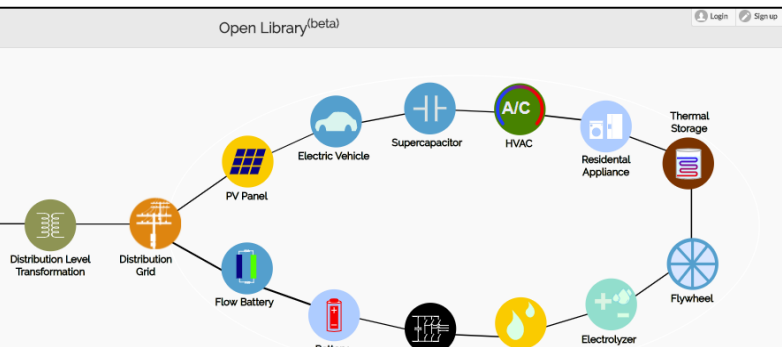 Open Library(beta)
Login
Sign up
A/C
Electric Vehicle
Supercapacitor
HVAC
Residental
Appliance
Thermal
Storage
PV Panel
Distribution Level
Transformation
Distribution
Grid
Flow Battery
Flywheel
Electrolyzer